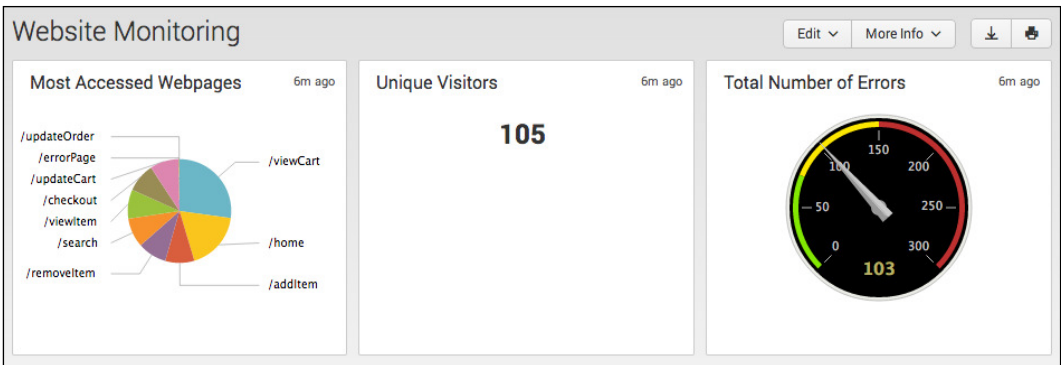 Website Monitoring
Edit
More Info
Most Accessed Webpages
6m ago
/updateOrder
/errorPage
/updateCart
/checkout
/viewItem
/search
/removeItem
/viewCart
/home
/addItem
Unique Visitors
6m ago
105
Total Number of Errors
6m ago
0
50
100
150
200
250
300
103